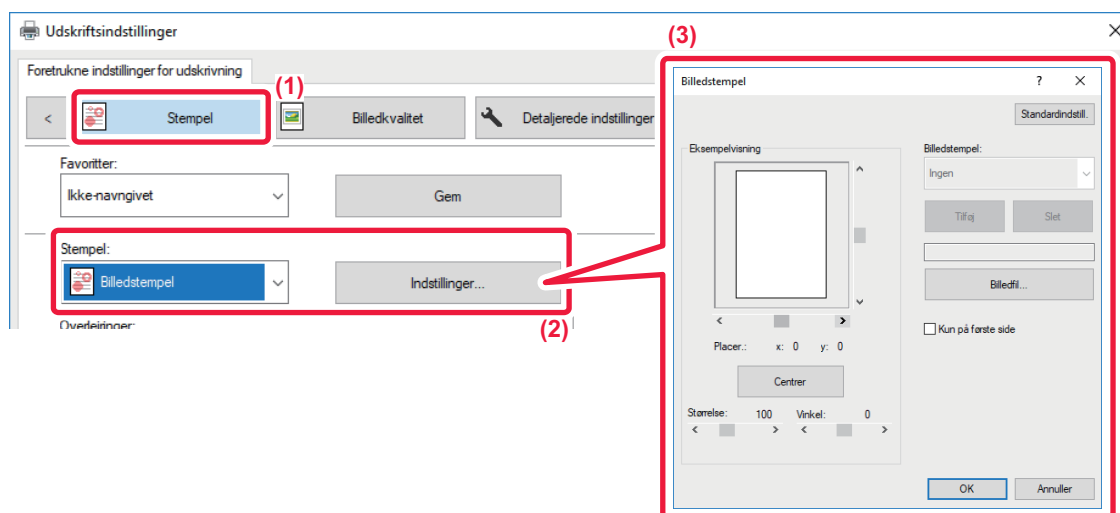 Udskriftsindstillinger
Foretrukne indstillinger for udskrivning
(1)
< Stempel Billedkvalitet Detaljerede indstillinger
Favoritter:
Ikke-navngivet Gem
Stempel:
Billedstempel Indstillinger...
(2)
Overlejringer:
(3)
Billedstempel ? ×
Standardindstill.
Eksempelvisning
Billedstempel:
Ingen
Tilføj Slet
Billedfil...
Kun på første side
Placer.: x: 0 y: 0
Centrer
Størrelse: 100 Vinkel: 0
OK Annuller